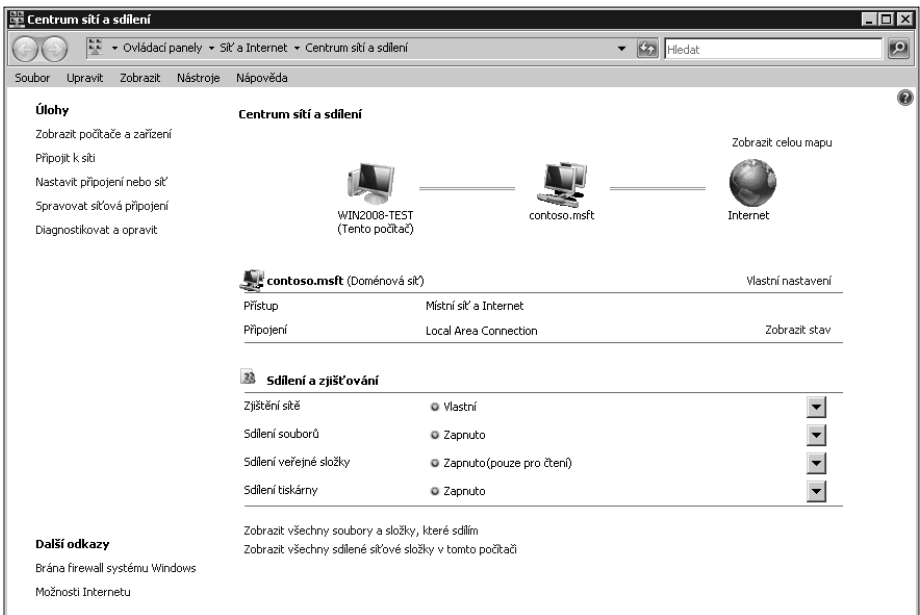 Centrum sítí a sdílení
Ovládací panely Síť a Internet Centrum sítí a sdílení
Hledat
Soubor Upravit Zobrazit Nástroje Nápověda
Úlohy
Zobrazit počítače a zařízení
Připojit k síti
Nastavit připojení nebo síť
Spravovat síťová připojení
Diagnostikovat a opravit
Další odkazy
Brána firewall systému Windows
Možnosti Internetu
Centrum sítí a sdílení
Zobrazit celou mapu
WIN2008-TEST
(Tento počítač)
contoso.msft
Internet
contoso.msft (Doménová síť) Vlastní nastavení
Přístup Místní síť a Internet
Připojení Local Area Connection Zobrazit stav
Sdílení a zjišťování
Zjištění sítě Vlastní
Sdílení souborů Zapnuto
Sdílení veřejné složky Zapnuto(pouze pro čtení)
Sdílení tiskárny Zapnuto
Zobrazit všechny soubory a složky, které sdílím
Zobrazit všechny sdílené síťové složky v tomto počítači